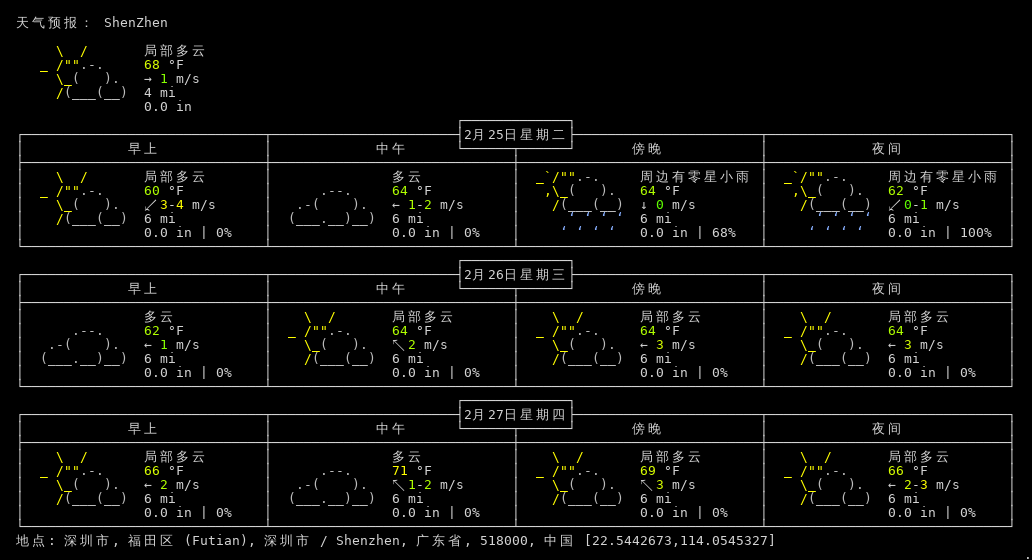 天气预报： ShenZhen
局部多云
68 °F
→ 1 m/s
4 mi
0.0 in
2月25日星期二
早上 中午 傍晚 夜间
局部多云 多云 周边有零星小雨 周边有零星小雨
60 °F 64 °F 64 °F 62 °F
↙ 3-4 m/s ← 1-2 m/s ↓ 0 m/s ↙ 0-1 m/s
6 mi 6 mi 6 mi 6 mi
0.0 in | 0% 0.0 in | 0% 0.0 in | 68% 0.0 in | 100%
2月26日星期三
早上 中午 傍晚 夜间
多云 局部多云 局部多云 局部多云
62 °F 64 °F 64 °F 64 °F
← 1 m/s ↖ 2 m/s ← 3 m/s ← 3 m/s
6 mi 6 mi 6 mi 6 mi
0.0 in | 0% 0.0 in | 0% 0.0 in | 0% 0.0 in | 0%
2月27日星期四
早上 中午 傍晚 夜间
局部多云 多云 局部多云 局部多云
66 °F 71 °F 69 °F 66 °F
← 2 m/s ↖ 1-2 m/s ↖ 3 m/s ← 2-3 m/s
6 mi 6 mi 6 mi 6 mi
0.0 in | 0% 0.0 in | 0% 0.0 in | 0% 0.0 in | 0%
地点: 深圳市, 福田区 (Futian), 深圳市 / Shenzhen, 广东省, 518000, 中国 [22.5442673,114.0545327]